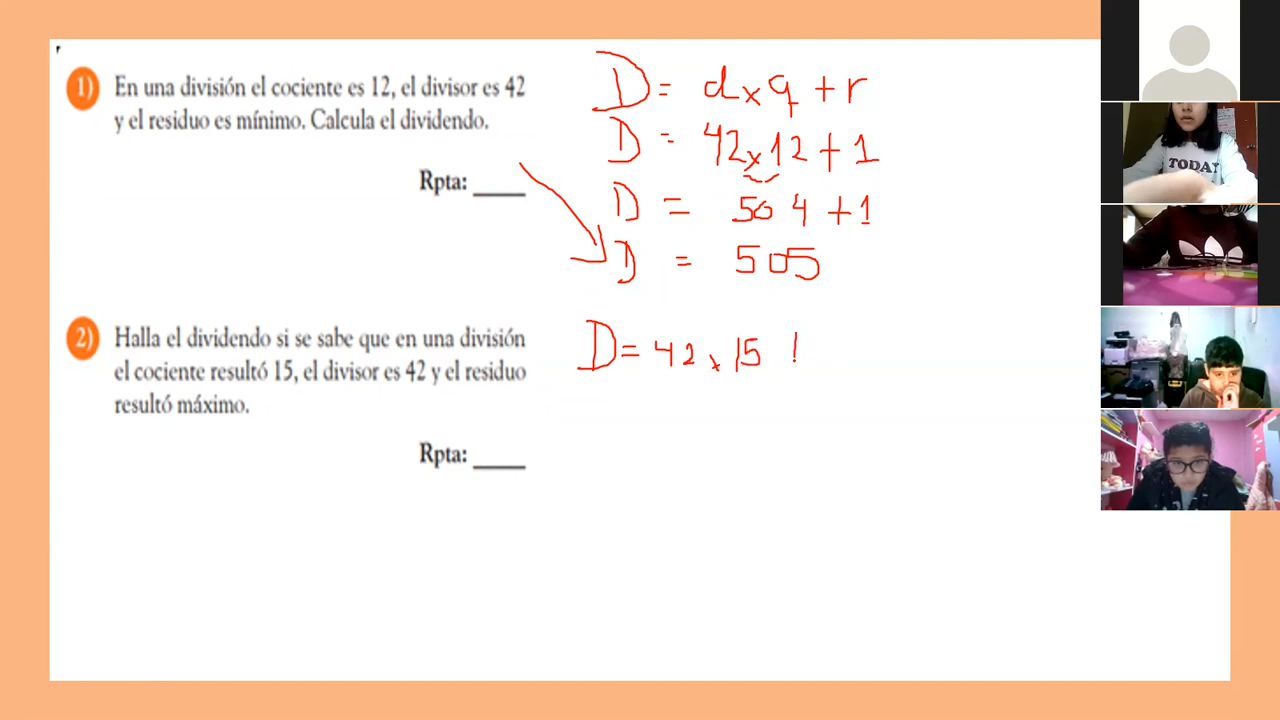 1) En una división el cociente es 12, el divisor es 42
y el residuo es mínimo. Calcula el dividendo.
Rpta: ____
D = d x q + r
D = 42 x 12 + 1
D = 504 + 1
D = 505
2) Halla el dividendo si se sabe que en una división
el cociente resultó 15, el divisor es 42 y el residuo
resultó máximo.
Rpta: ____
D = 42 x 15 |
TODAY